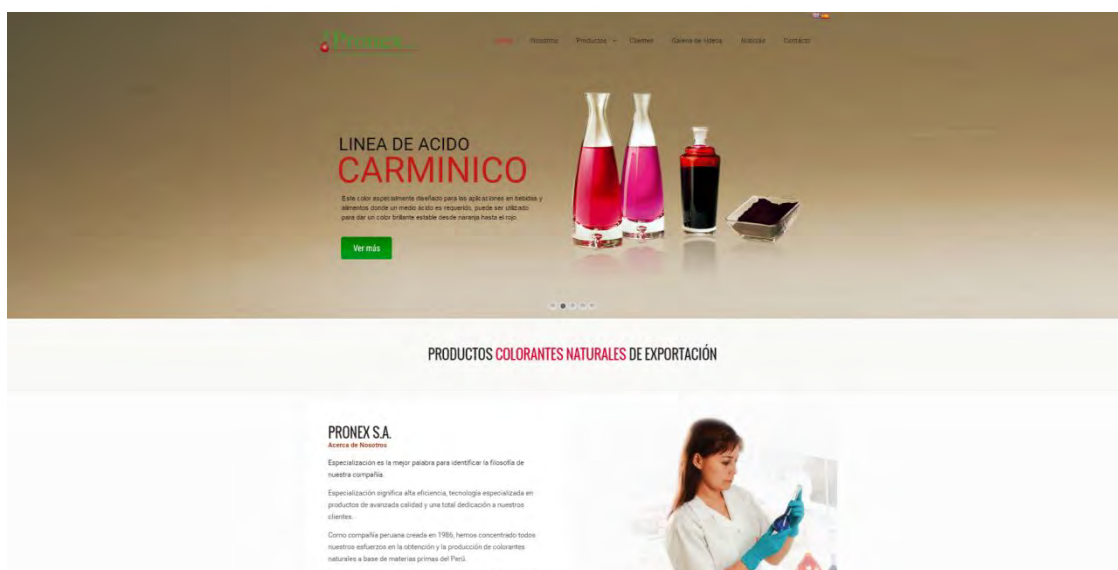 Pronex
Nosotros Productos Clientes Galeria de videos Noticias Contacto
LINEA DE ACIDO
CARMINICO
Este color especialmente diseñado para las aplicaciones en bebidas y
alimentos donde un medio ácido es requerido, puede ser utilizado
para dar un color brillante estable desde naranja hasta el rojo.
Ver más
PRODUCTOS COLORANTES NATURALES DE EXPORTACIÓN
PRONEX S.A.
Acerca de Nosotros
Especialización es la mejor palabra para identificar la filosofía de
nuestra compañía.
Especialización significa alta eficiencia, tecnología especializada en
productos de avanzada calidad y una total dedicación a nuestros
clientes.
Como compañía peruana creada en 1986, hemos concentrado todos
nuestros esfuerzos en la obtención y la producción de colorantes
naturales a base de materias primas del Perú.